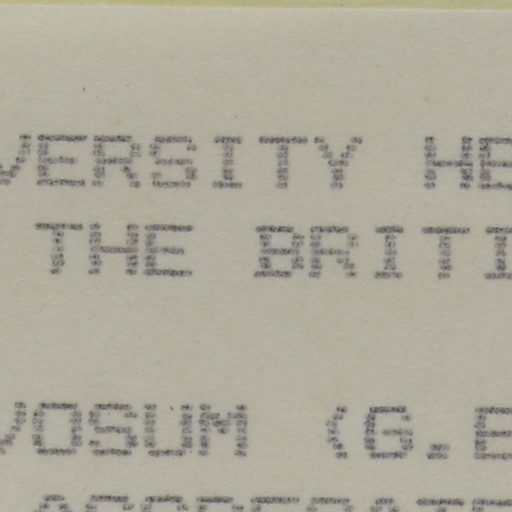 VERSITY HE
THE BRITI
VOSUM (G.E